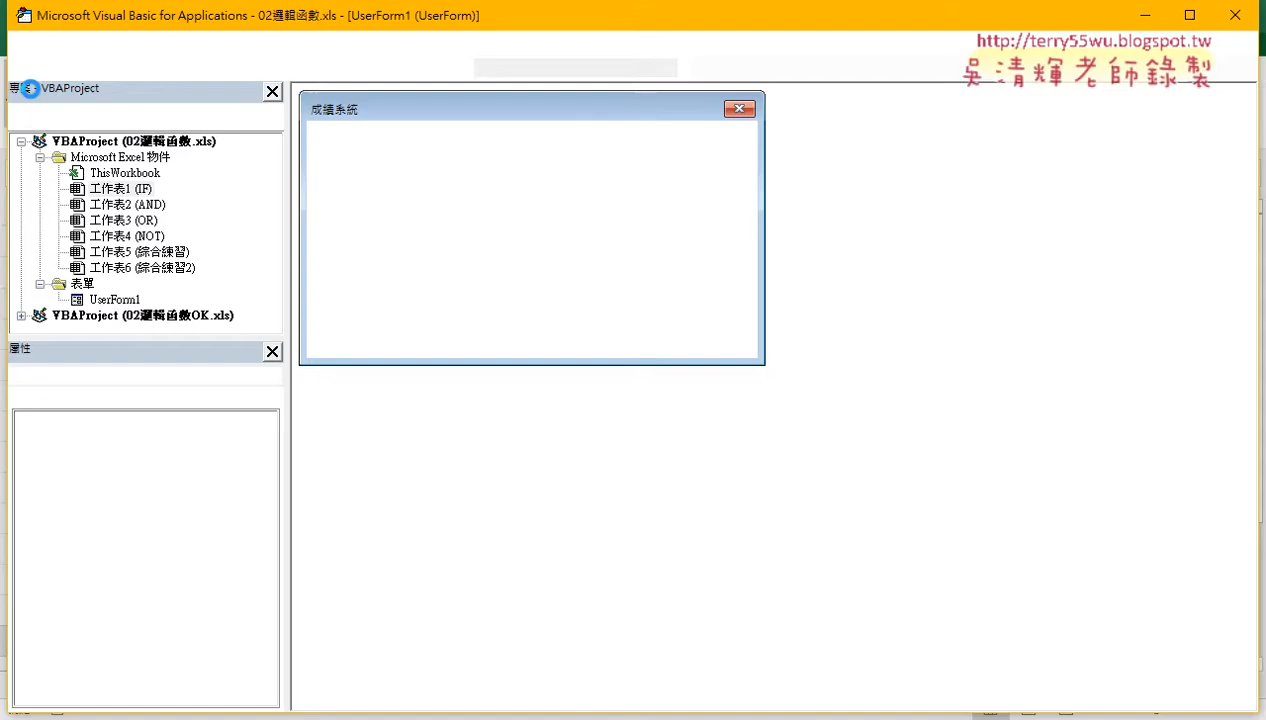 Microsoft Visual Basic for Applications - 02邏輯函數.xls - [UserForm1 (UserForm)]
http://terry55wu.blogspot.tw
吳清輝老師錄製
VBAProject
成績系統
VBAProject (02邏輯函數.xls)
Microsoft Excel 物件
ThisWorkbook
工作表1 (IF)
工作表2 (AND)
工作表3 (OR)
工作表4 (NOT)
工作表5 (綜合練習)
工作表6 (綜合練習2)
表單
UserForm1
VBAProject (02邏輯函數OK.xls)
屬性